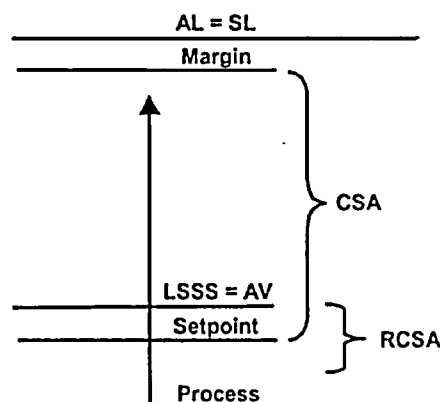 AL = SL
Margin
CSA
LSSS = AV
Setpoint
RCSA
Process